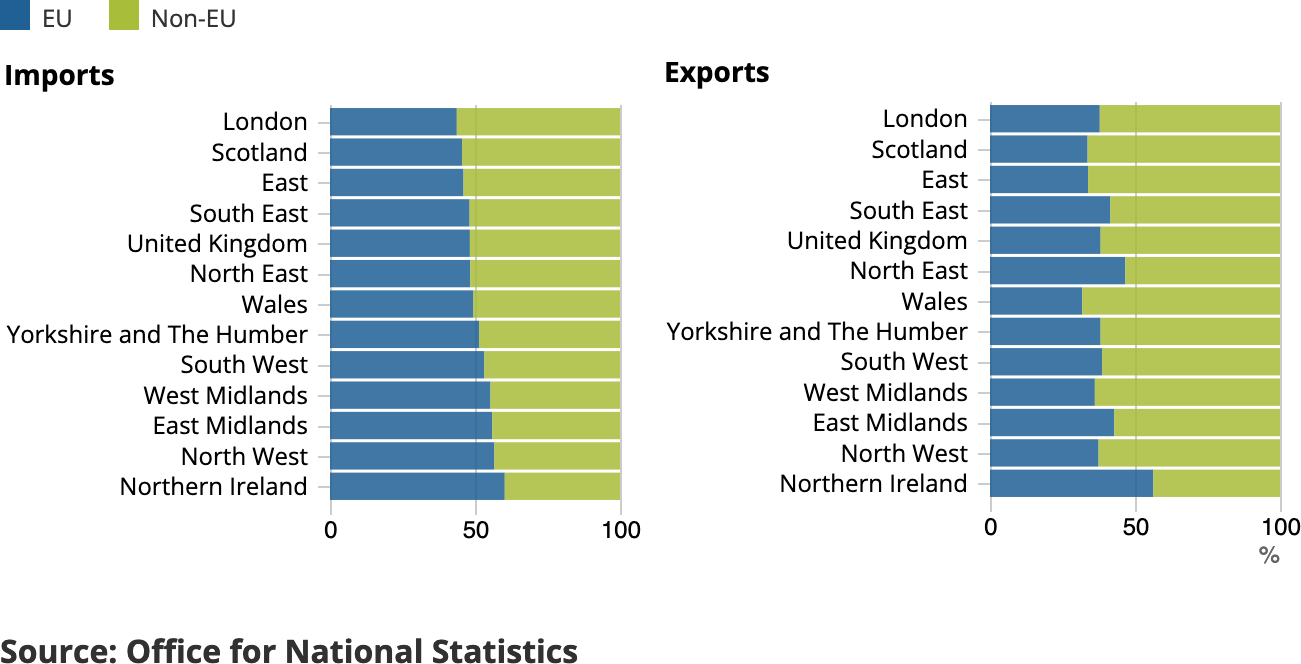 EU Non-EU
Imports
London
Scotland
East
South East
United Kingdom
North East
Wales
Yorkshire and The Humber
South West
West Midlands
East Midlands
North West
Northern Ireland
0 50 100
Exports
London
Scotland
East
South East
United Kingdom
North East
Wales
Yorkshire and The Humber
South West
West Midlands
East Midlands
North West
Northern Ireland
0 50 100
%
Source: Office for National Statistics